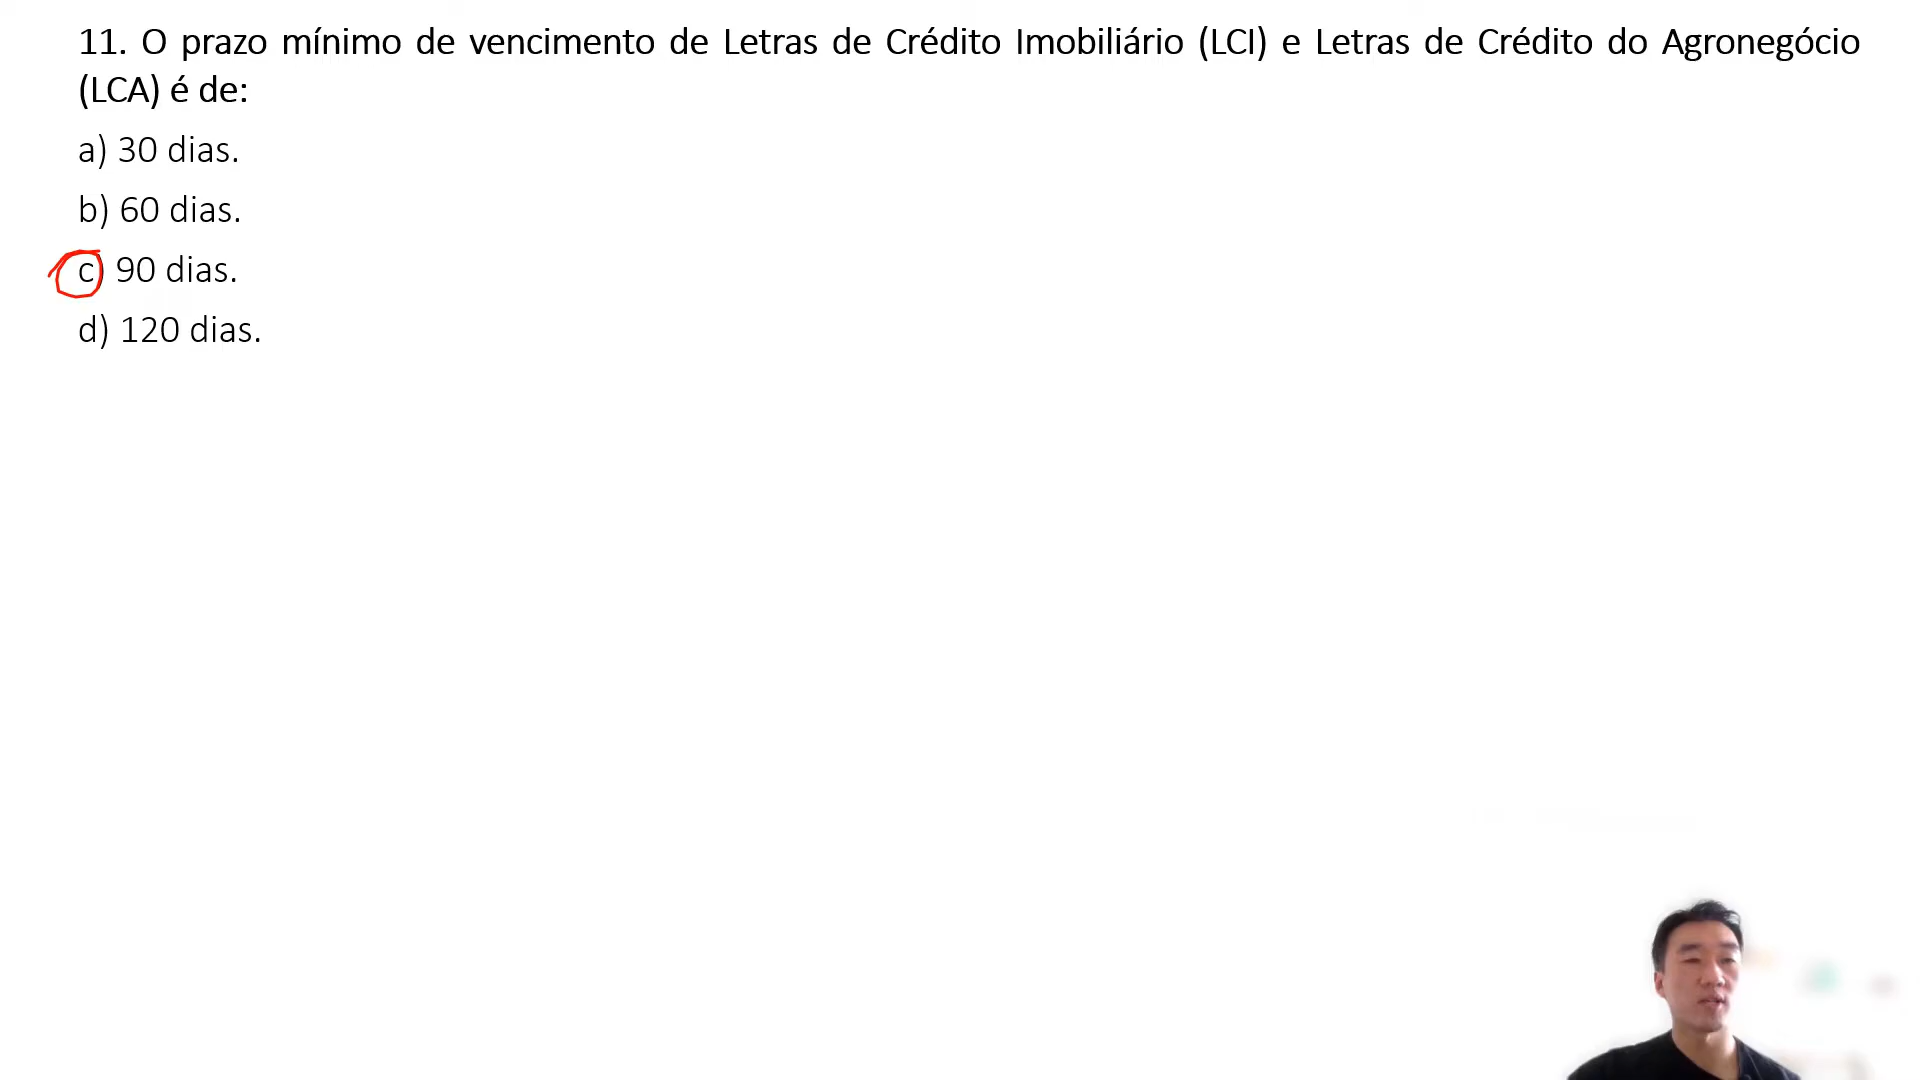 11. O prazo mínimo de vencimento de Letras de Crédito Imobiliário (LCI) e Letras de Crédito do Agronegócio
(LCA) é de:
a) 30 dias.
b) 60 dias.
c) 90 dias.
d) 120 dias.